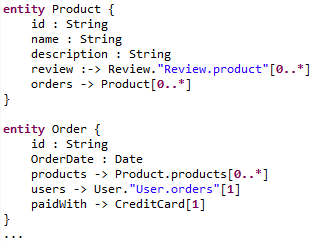 entity Product {
id : String
name : String
description : String
review :-> Review."Review.product"[0..*]
orders -> Product[0..*]
}
entity Order {
id : String
OrderDate : Date
products -> Product.products[0..*]
users -> User."User.orders"[1]
paidWith -> CreditCard[1]
}
...